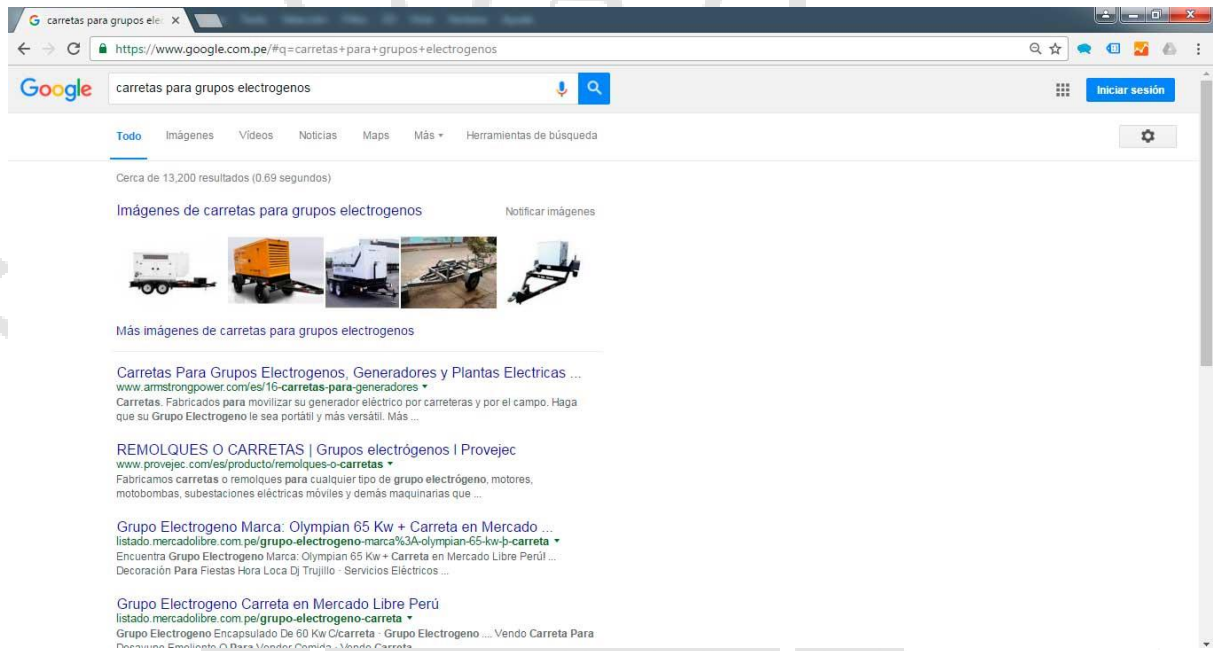 carretas para grupos ele
https://www.google.com.pe/#q=carretas+para+grupos+electrogenos
Google
carretas para grupos electrogenos
Iniciar sesión
Todo Imágenes Vídeos Noticias Maps Más Herramientas de búsqueda
Cerca de 13,200 resultados (0.69 segundos)
Imágenes de carretas para grupos electrogenos Notificar imágenes
Más imágenes de carretas para grupos electrogenos
Carretas Para Grupos Electrogenos, Generadores y Plantas Electricas ...
www.armstrongpower.com/es/16-carretas-para-generadores
Carretas. Fabricados para movilizar su generador eléctrico por carreteras y por el campo. Haga
que su Grupo Electrogeno le sea portátil y más versátil. Más ...
REMOLQUES O CARRETAS | Grupos electrógenos I Provejec
www.provejec.com/es/producto/remolques-o-carretas
Fabricamos carretas o remolques para cualquier tipo de grupo electrógeno, motores,
motobombas, subestaciones eléctricas móviles y demás maquinarias que ...
Grupo Electrogeno Marca: Olympian 65 Kw + Carreta en Mercado ...
listado.mercadolibre.com.pe/grupo-electrogeno-marca%3A-olympian-65-kw-þ-carreta
Encuentra Grupo Electrogeno Marca: Olympian 65 Kw + Carreta en Mercado Libre Perú! ...
Decoración Para Fiestas Hora Loca Dj Trujillo · Servicios Eléctricos ...
Grupo Electrogeno Carreta en Mercado Libre Perú
listado.mercadolibre.com.pe/grupo-electrogeno-carreta
Grupo Electrogeno Encapsulado De 60 Kw C/carreta · Grupo Electrogeno .... Vendo Carreta Para
Desayuno Emoliente O Para Vender Comida · Vendo Carreta